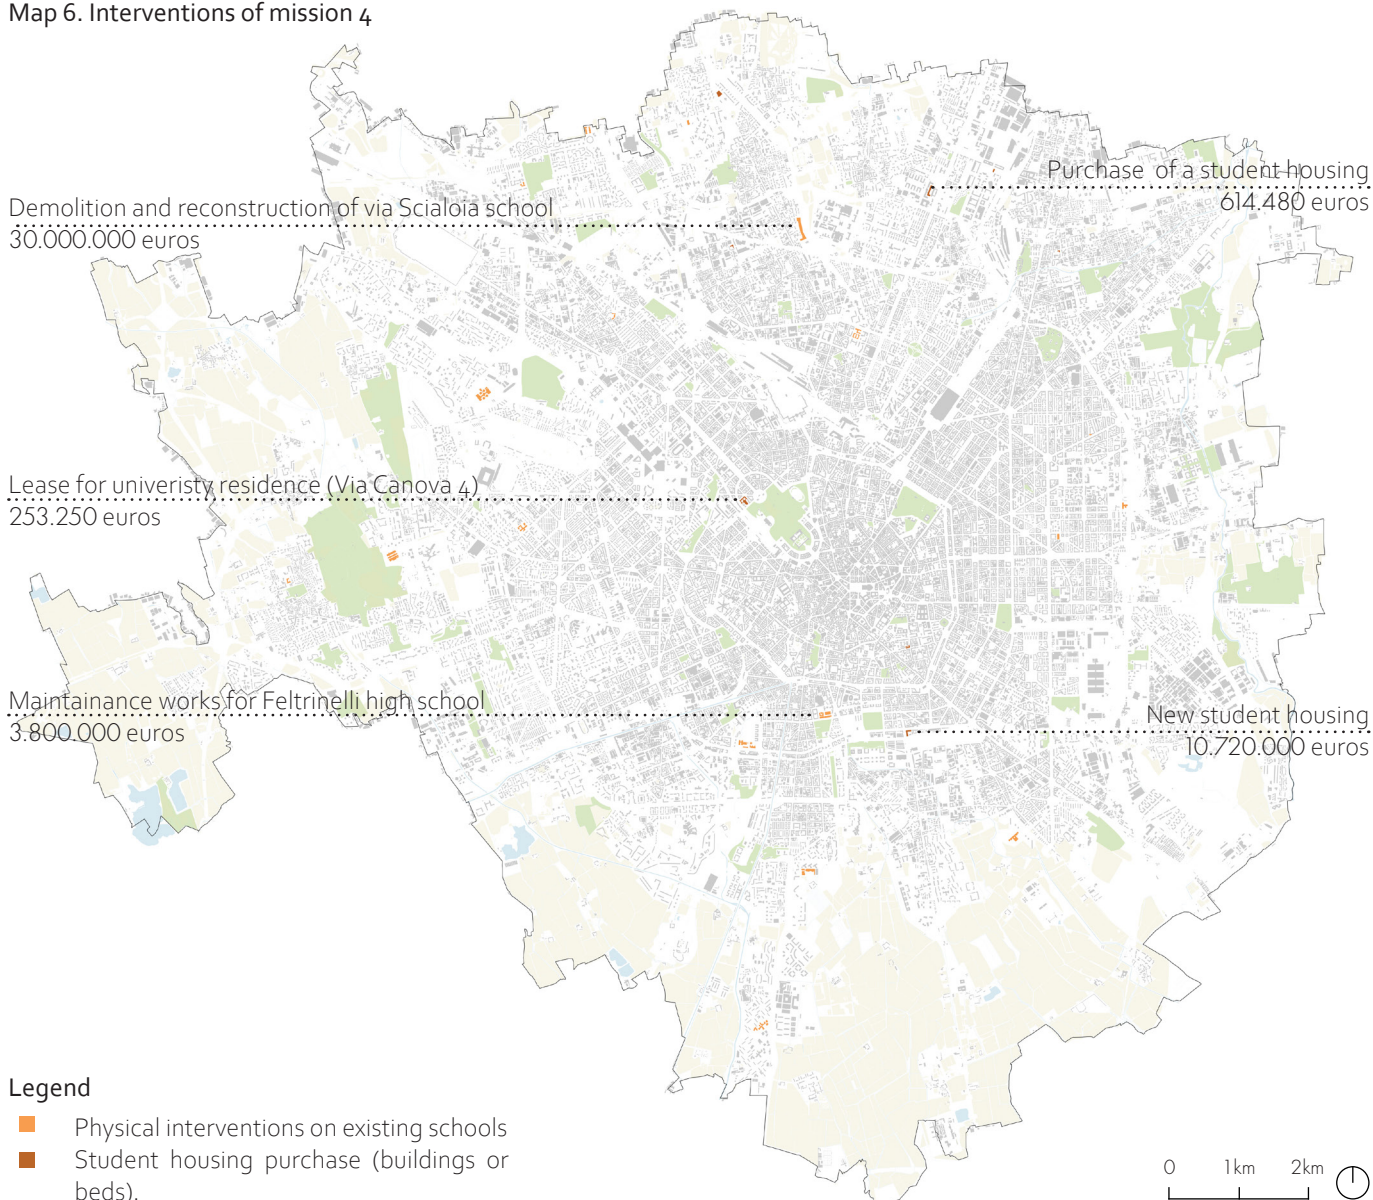 Map 6. Interventions of mission 4
Purchase of a student housing
614.480 euros
Demolition and reconstruction of via Scialoia school
30.000.000 euros
Lease for univeristy residence (Via Canova 4)
253.250 euros
Maintainance works for Feltrinelli high school
3.800.000 euros
New student housing
10.720.000 euros
Legend
Physical interventions on existing schools
Student housing purchase (buildings or
beds).
0 1km 2km